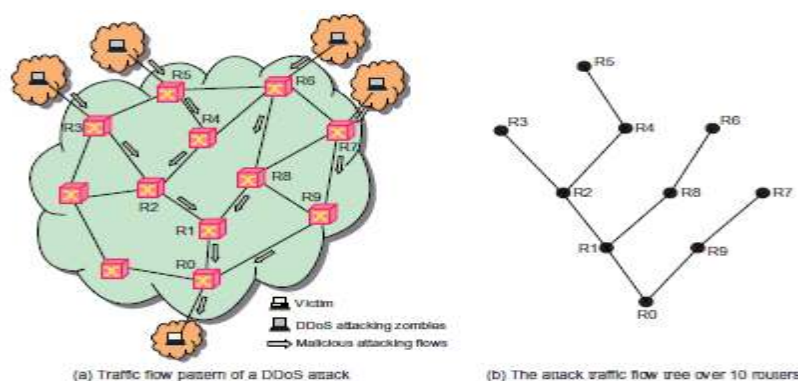 R5
R6
R3
R4
R7
R8
R2
R9
R1
R0
Victim
DDoS attacking zombies
Malicious attacking flows
(a) Traffic flow pattern of a DDoS attack
R5
R3
R4
R6
R2
R8
R7
R1
R9
R0
(b) The attack traffic flow tree over 10 routers